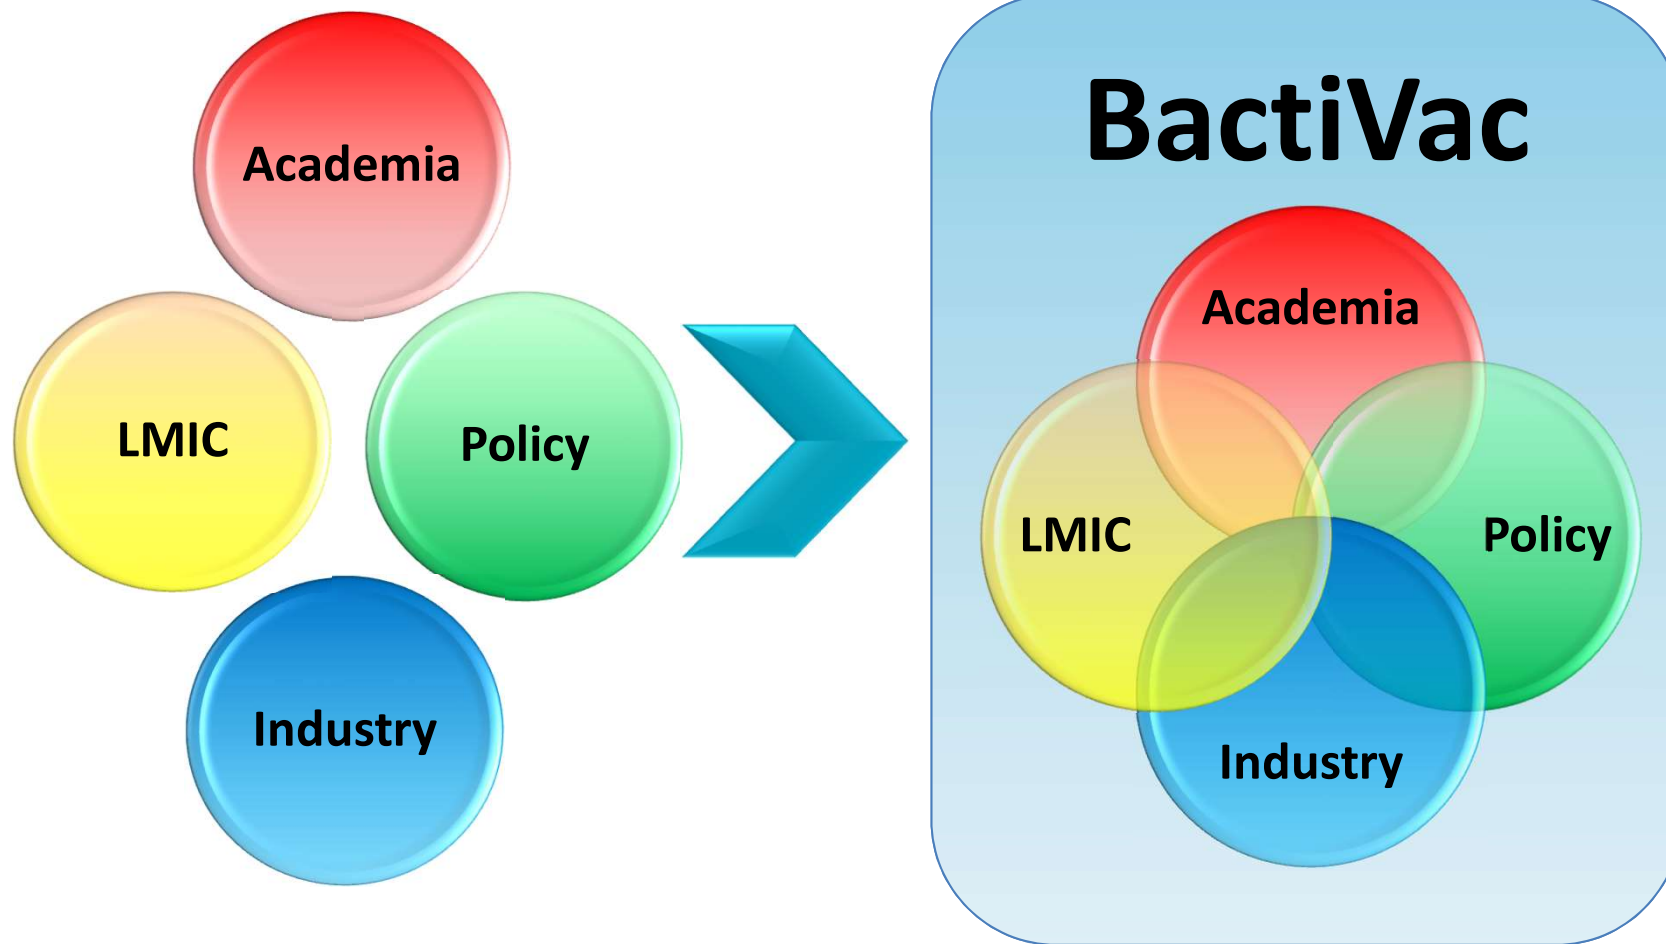 Academia
LMIC
Policy
Industry
BactiVac
Academia
LMIC
Policy
Industry